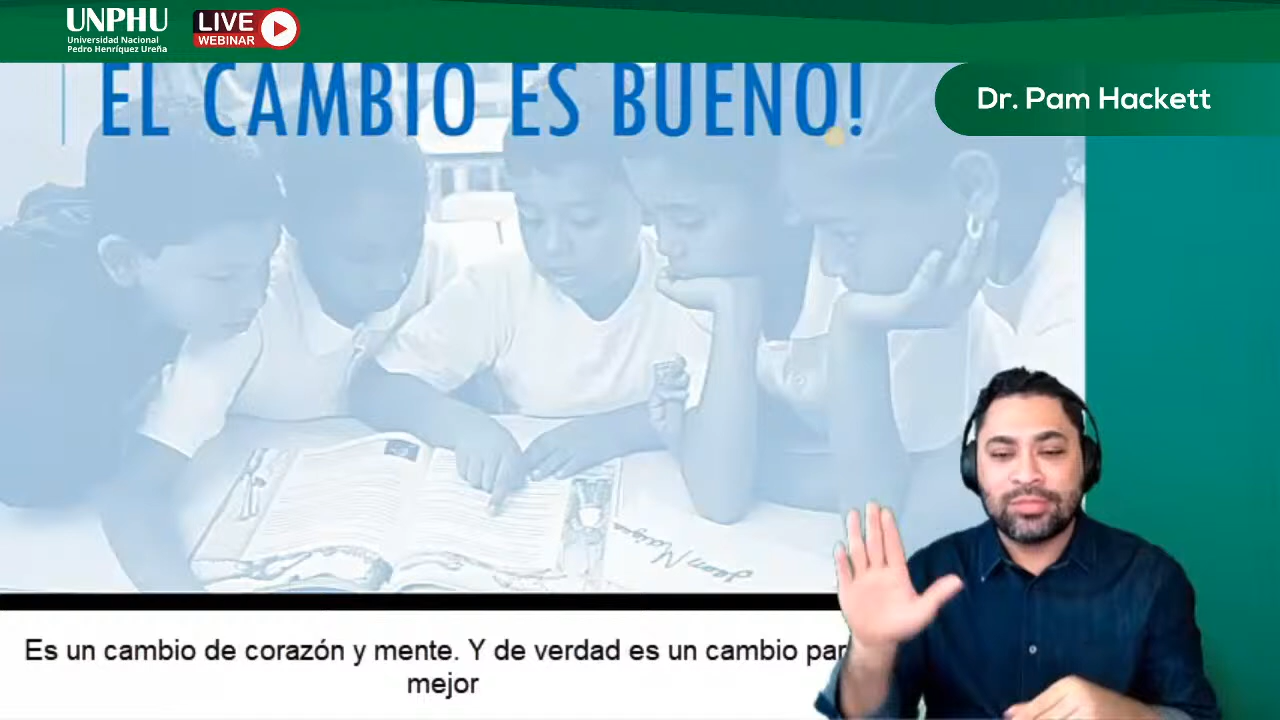 UNPHU
Universidad Nacional
Pedro Henríquez Ureña
LIVE
WEBINAR
EL CAMBIO ES BUENO!
Dr. Pam Hackett
Es un cambio de corazón y mente. Y de verdad es un cambio par
mejor